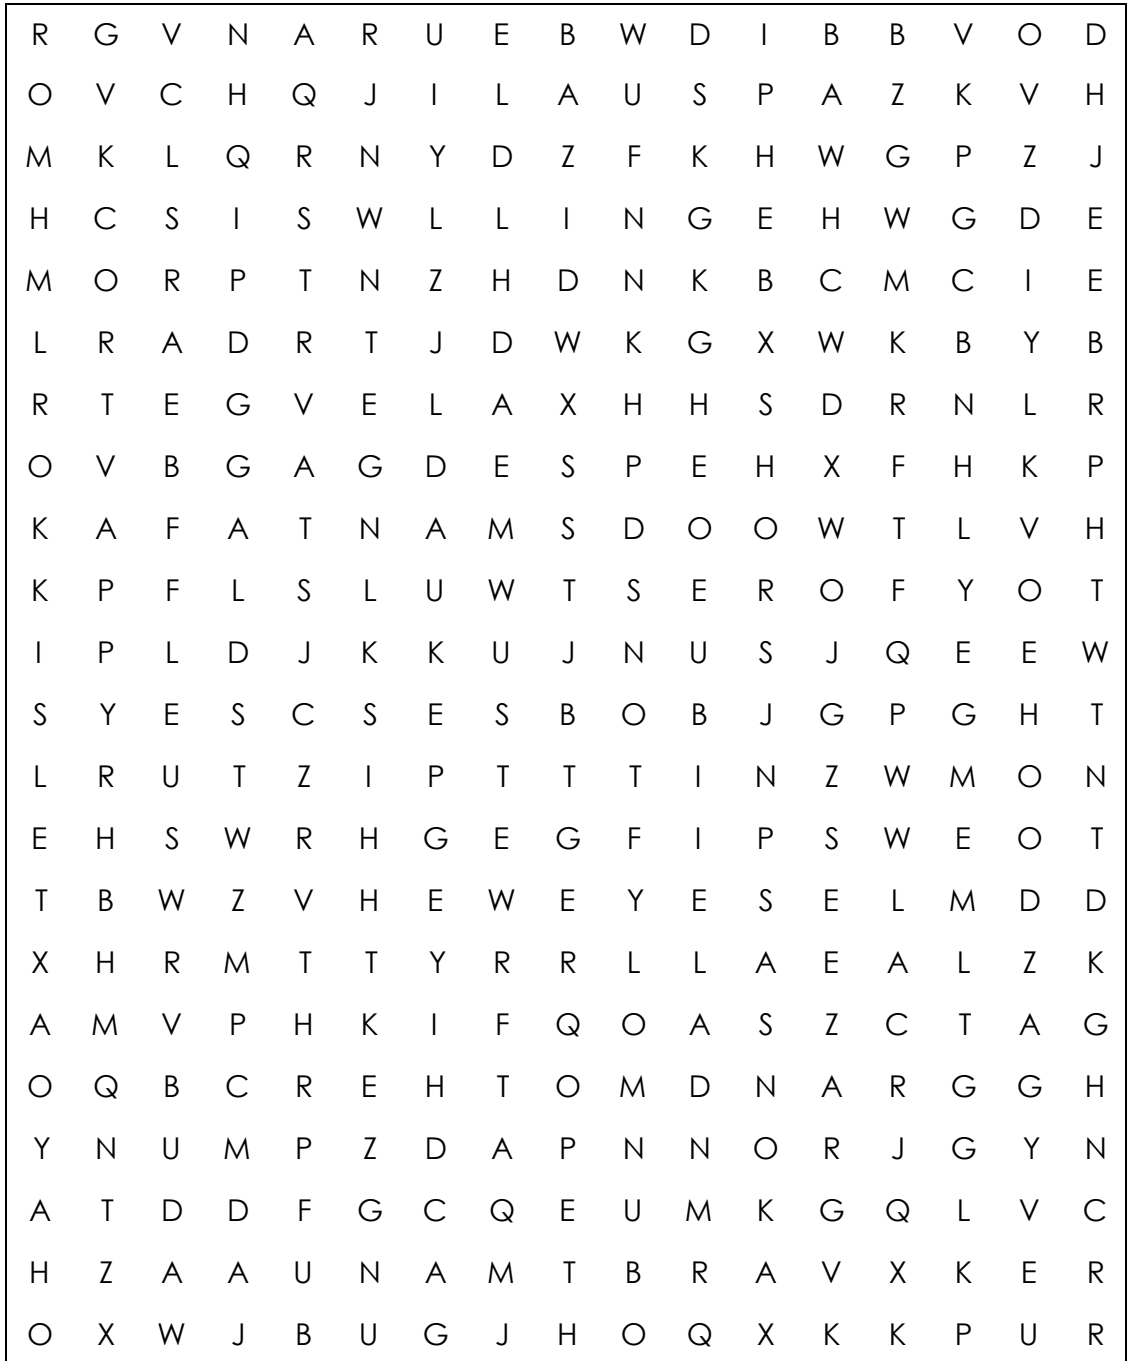 R G V N A R U E B W D I B B V O D
O V C H Q J I L A U S P A Z K V H
M K L Q R N Y D Z F K H W G P Z J
H C S I S W L L I N G E H W G D E
M O R P T N Z H D N K B C M C I E
L R A D R T J D W K G X W K B Y B
R T E G V E L A X H H S D R N L R
O V B G A G D E S P E H X F H K P
K A F A T N A M S D O O W T L V H
K P F L S L U W T S E R O F Y O T
I P L D J K K U J N U S J Q E E W
S Y E S C S E S B O B J G P G H T
L R U T Z I P T T T I N Z W M O N
E H S W R H G E G F I P S W E O T
T B W Z V H E W E Y E S E L M D D
X H R M T T Y R R L L A E A L Z K
A M V P H K I F Q O A S Z C T A G
O Q B C R E H T O M D N A R G G H
Y N U M P Z D A P N N O R J G Y N
A T D D F G C Q E U M K G Q L V C
H Z A A U N A M T B R A V X K E R
O X W J B U G J H O Q X K K P U R